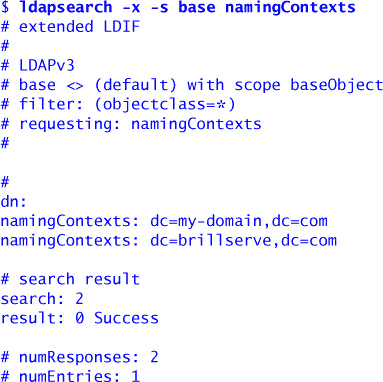 $ ldapsearch -x -s base namingContexts
# extended LDIF
#
# LDAPv3
# base <> (default) with scope baseObject
# filter: (objectclass=*)
# requesting: namingContexts
#

#
dn:
namingContexts: dc=my-domain,dc=com
namingContexts: dc=brillserve,dc=com

# search result
search: 2
result: 0 Success

# numResponses: 2
# numEntries: 1